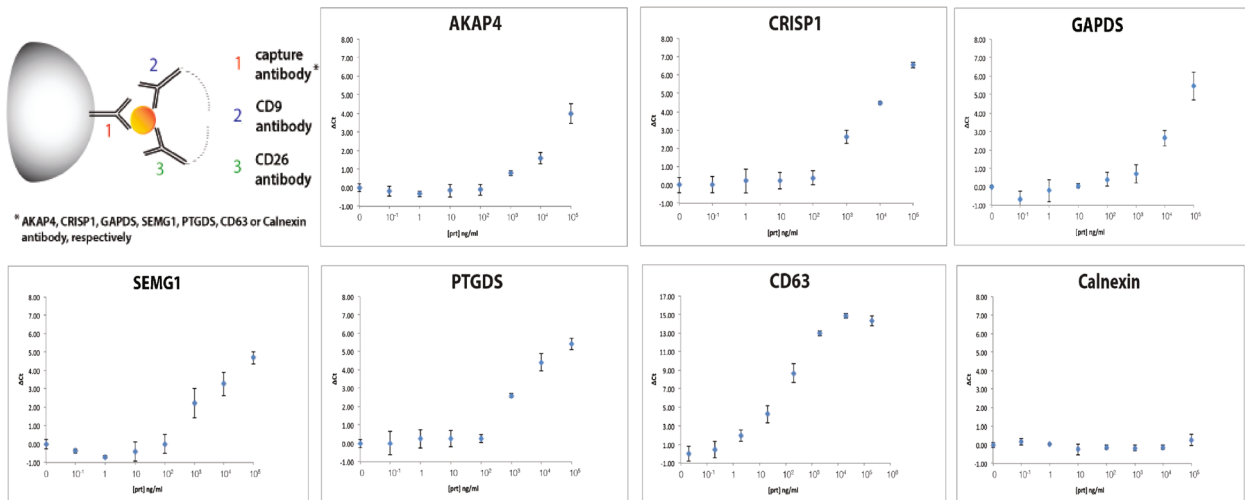 1 capture
antibody*
2 CD9
antibody
3 CD26
antibody
2
1
3
* AKAP4, CRISP1, GAPDS, SEMG1, PTGDS, CD63 or Calnexin
antibody, respectively
AKAP4
8.00
7.00
6.00
5.00
4.00
3.00
2.00
1.00
0.00
-1.00
ΔCt
0 10⁻¹ 1 10 10² 10³ 10⁴ 10⁵
[prt] ng/ml
CRISP1
8.00
7.00
6.00
5.00
4.00
3.00
2.00
1.00
0.00
-1.00
ΔCt
0 10⁻¹ 1 10 10² 10³ 10⁴ 10⁵
[prt] ng/ml
GAPDS
8.00
7.00
6.00
5.00
4.00
3.00
2.00
1.00
0.00
-1.00
ΔCt
0 10⁻¹ 1 10 10² 10³ 10⁴ 10⁵
[prt] ng/ml
SEMG1
8.00
7.00
6.00
5.00
4.00
3.00
2.00
1.00
0.00
-1.00
ΔCt
0 10⁻¹ 1 10 10² 10³ 10⁴ 10⁵
[prt] ng/ml
PTGDS
8.00
7.00
6.00
5.00
4.00
3.00
2.00
1.00
0.00
-1.00
ΔCt
0 10⁻¹ 1 10 10² 10³ 10⁴ 10⁵
[prt] ng/ml
CD63
17.00
15.00
13.00
11.00
9.00
7.00
5.00
3.00
1.00
-1.00
ΔCt
0 10⁻¹ 1 10 10² 10³ 10⁴ 10⁵
[prt] ng/ml
Calnexin
8.00
7.00
6.00
5.00
4.00
3.00
2.00
1.00
0.00
-1.00
ΔCt
0 10⁻¹ 1 10 10² 10³ 10⁴ 10⁵
[prt] ng/ml